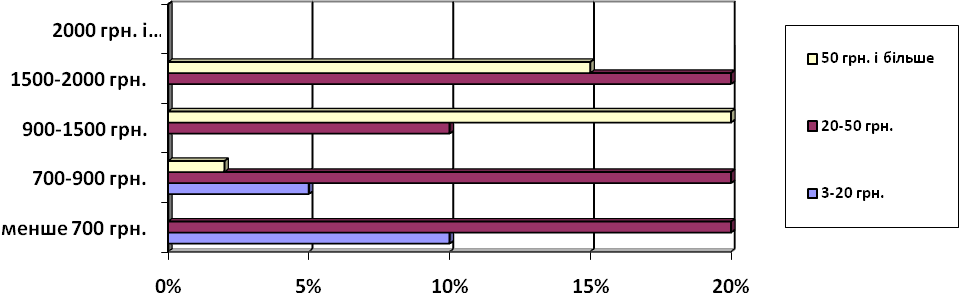 2000 грн. і...
1500-2000 грн.
900-1500 грн.
700-900 грн.
менше 700 грн.
0% 5% 10% 15% 20%
50 грн. і більше
20-50 грн.
3-20 грн.